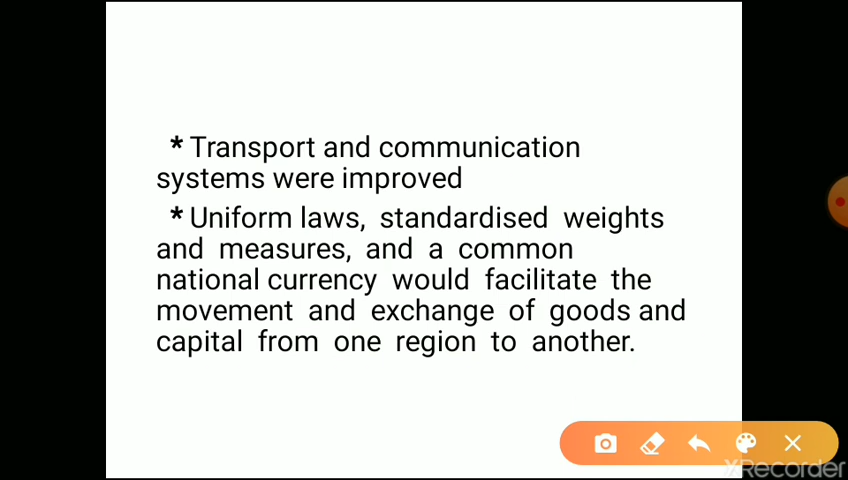 * Transport and communication
systems were improved
* Uniform laws, standardised weights
and measures, and a common
national currency would facilitate the
movement and exchange of goods and
capital from one region to another.
XRecorder